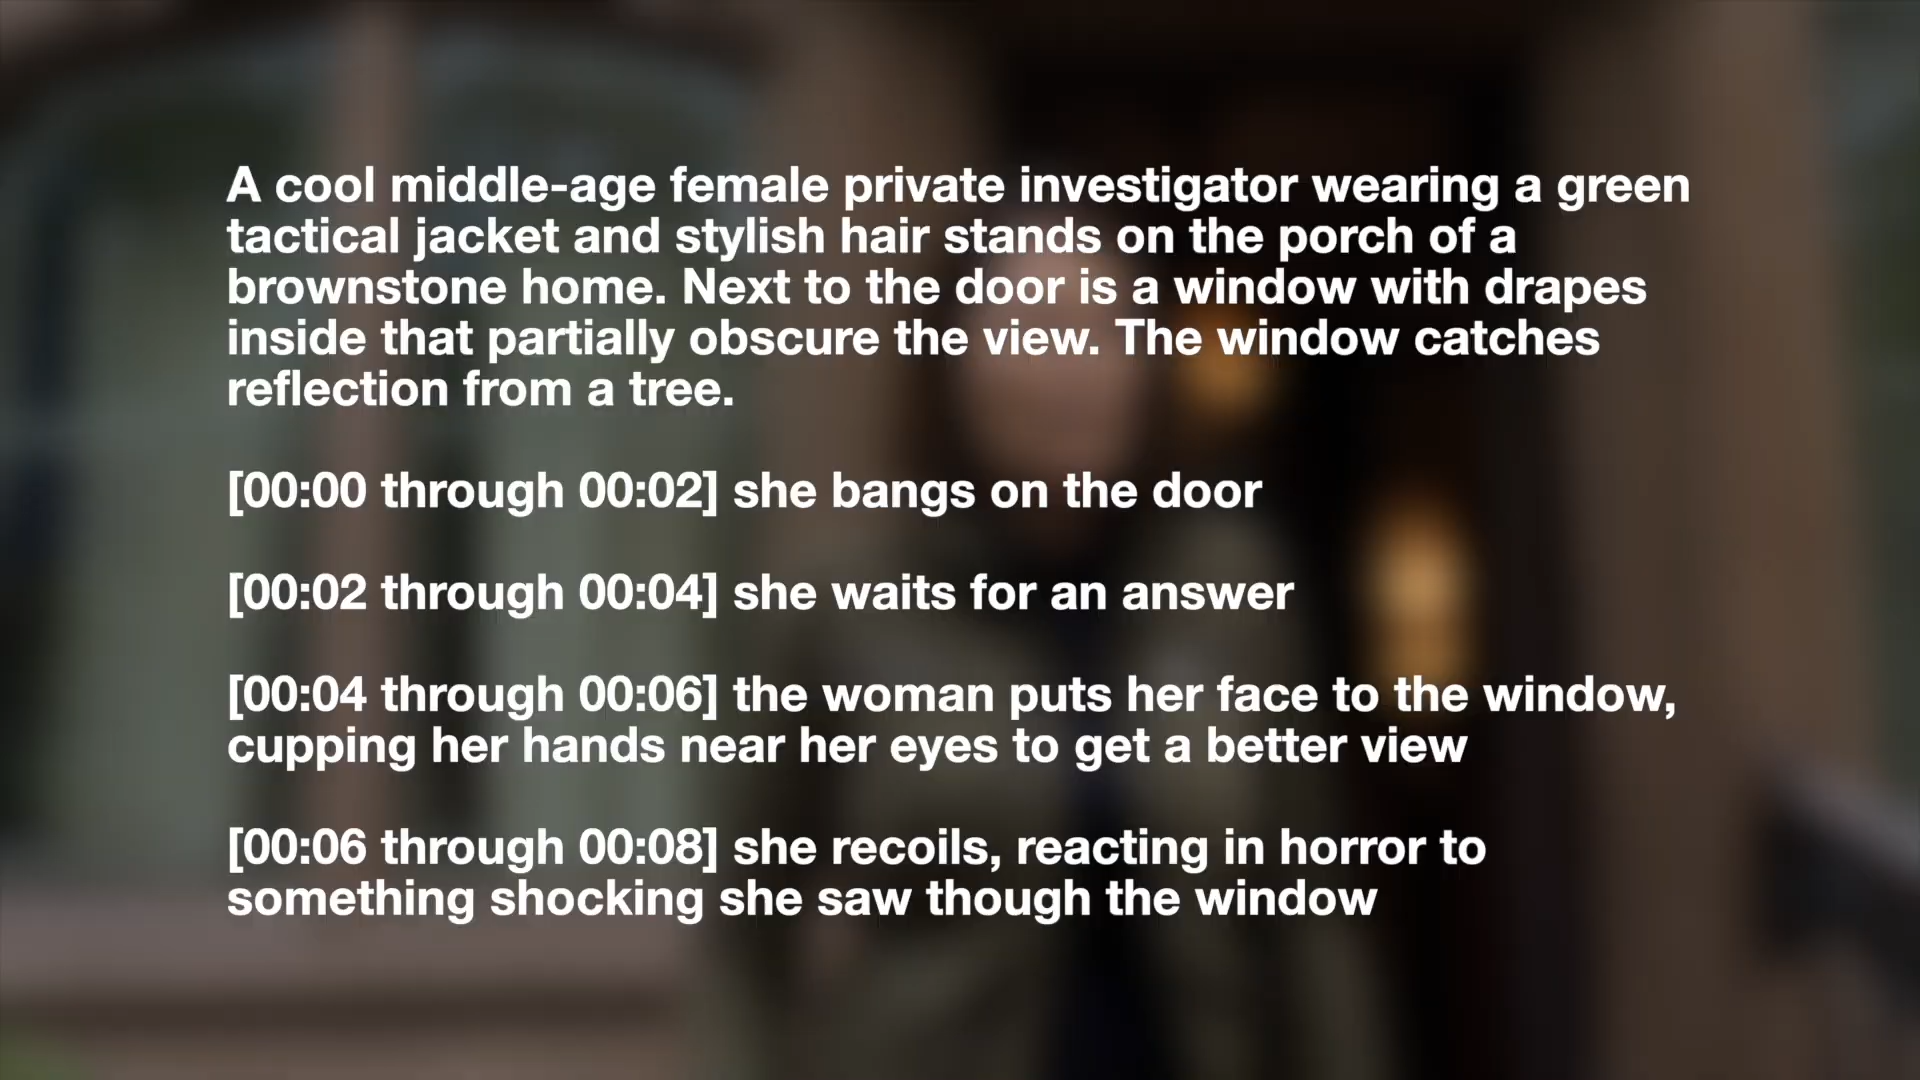 A cool middle-age female private investigator wearing a green
tactical jacket and stylish hair stands on the porch of a
brownstone home. Next to the door is a window with drapes
inside that partially obscure the view. The window catches
reflection from a tree.
[00:00 through 00:02] she bangs on the door
[00:02 through 00:04] she waits for an answer
[00:04 through 00:06] the woman puts her face to the window,
cupping her hands near her eyes to get a better view
[00:06 through 00:08] she recoils, reacting in horror to
something shocking she saw though the window